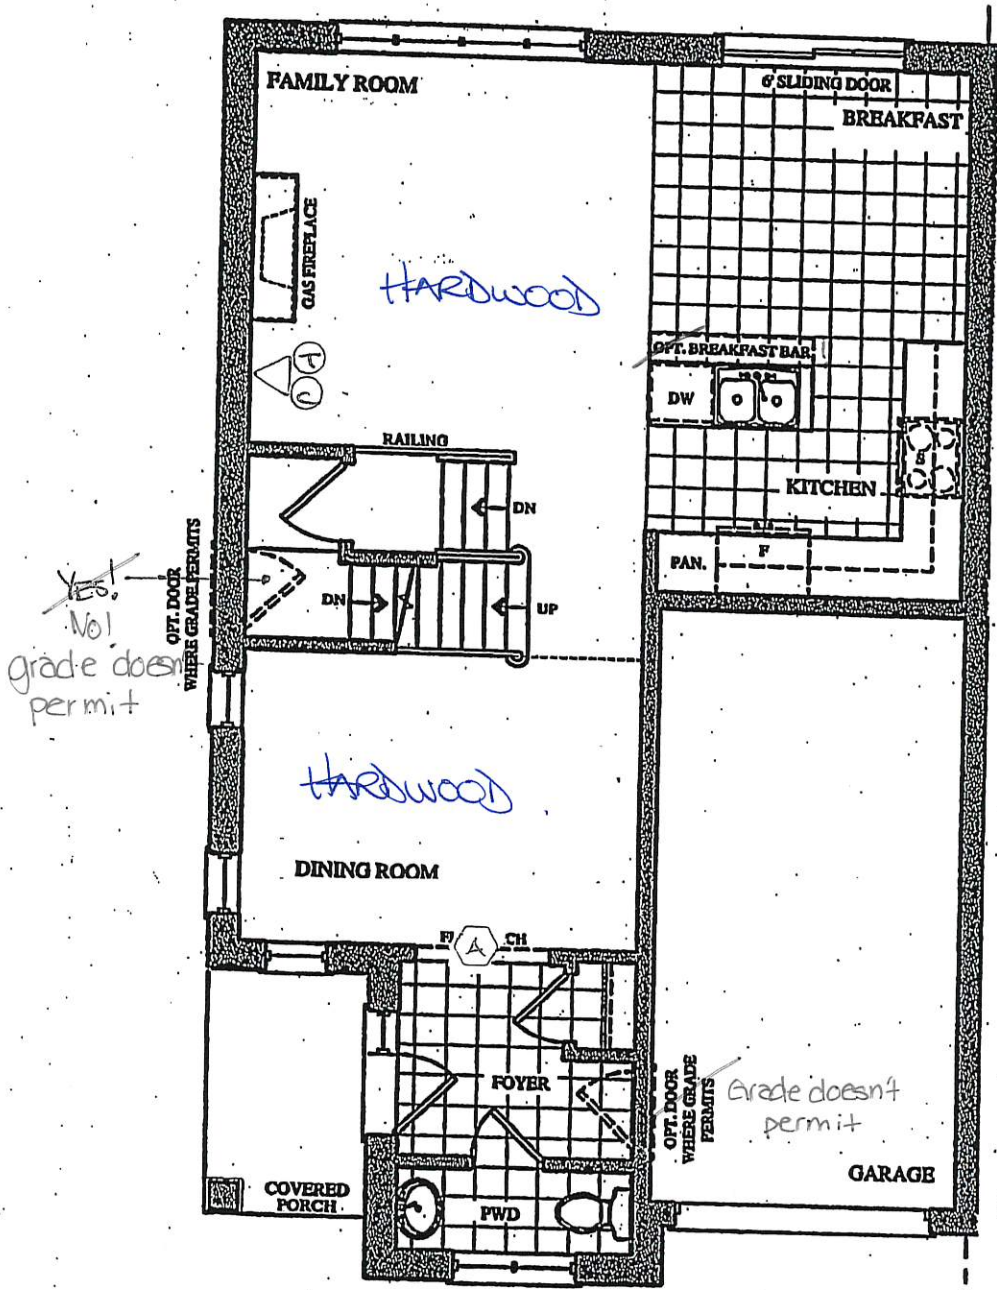 FAMILY ROOM
6' SLIDING DOOR
BREAKFAST
GAS FIREPLACE
HARDWOOD
OPT. BREAKFAST BAR
DW
S
RAILING
KITCHEN
DN
F
PAN.
YES!
No!
grade doesn't
permit
OPT. DOOR
WHERE GRADE PERMITS
DN
UP
HARDWOOD
DINING ROOM
A
CH
FOYER
OPT. DOOR
WHERE GRADE
PERMITS
Grade doesn't
permit
GARAGE
COVERED
PORCH
PWD